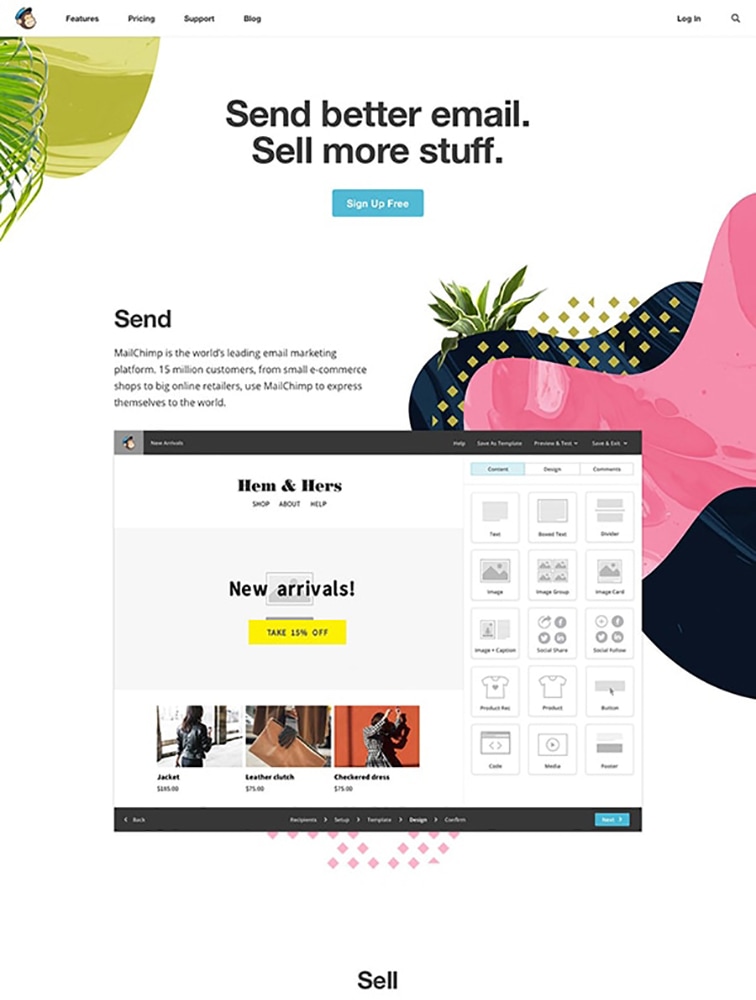 Features Pricing Support Blog Log In
Send better email.
Sell more stuff.
Sign Up Free
Send
MailChimp is the world's leading email marketing
platform. 15 million customers, from small e-commerce
shops to big online retailers, use MailChimp to express
themselves to the world.
New Arrivals Help Save As Template Preview & Test Save & Exit
Content Design Comments
Hem & Hers
SHOP ABOUT HELP
Text Boxed Text Divider
New arrivals!
Image Image Group Image Card
TAKE 15% OFF
Image + Caption Social Share Social Follow
Product Rec Product Button
Code Media Footer
Jacket Leather clutch Checkered dress
$195.00 $75.00 $75.00
Back Recipients Setup Template Design Confirm Next
Sell